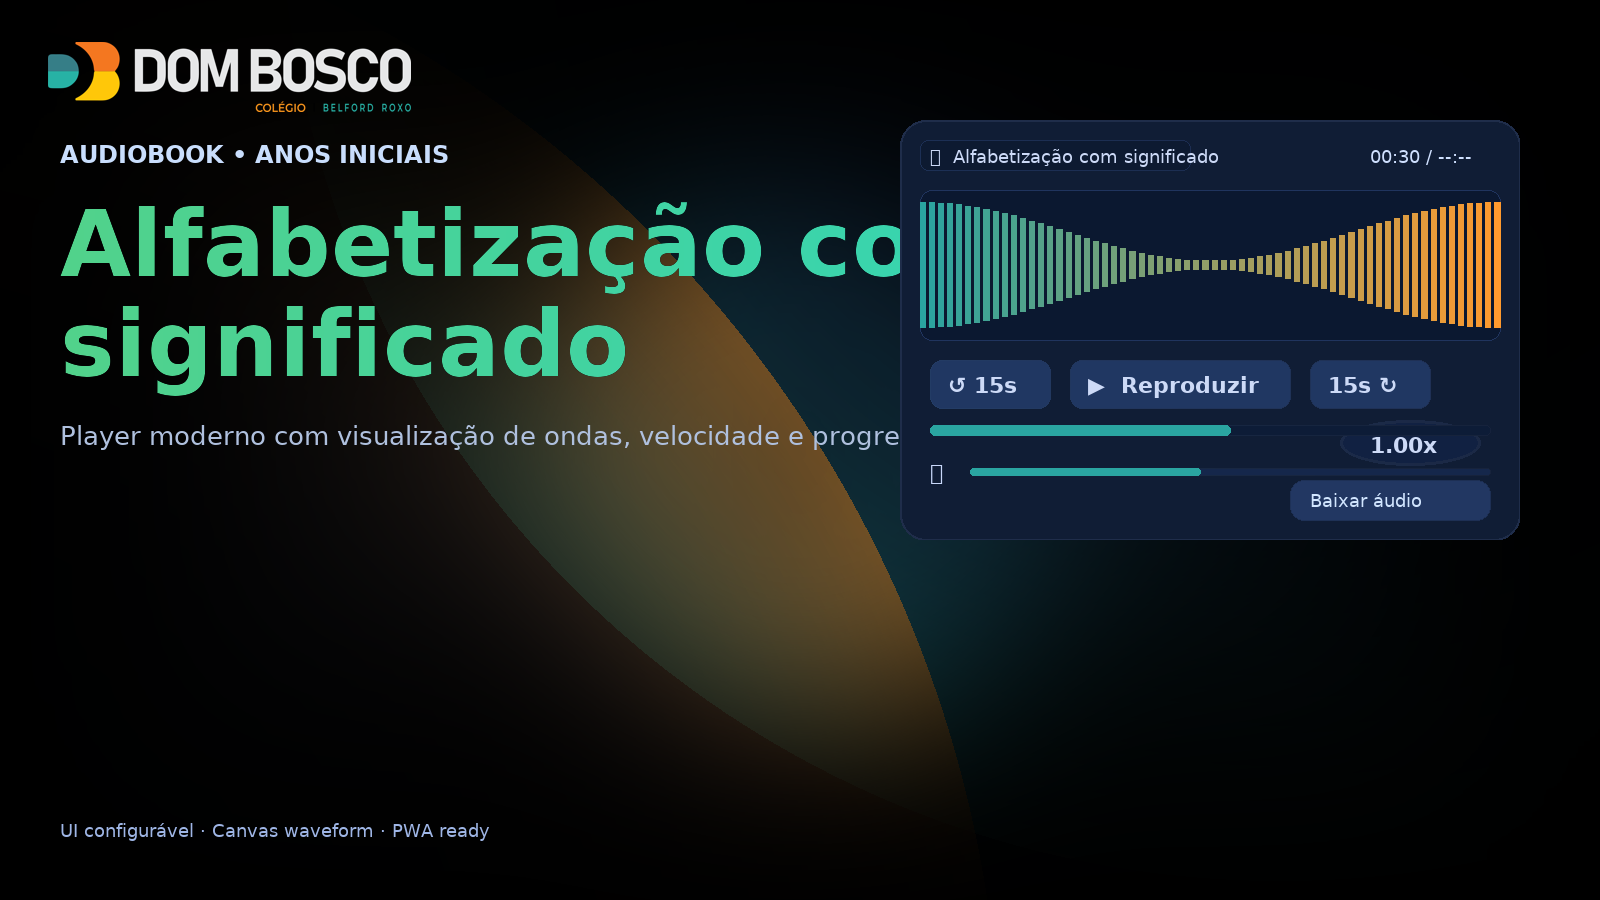 DOM BOSCO
COLÉGIO BELFORD ROXO
AUDIOBOOK • ANOS INICIAIS
Alfabetização co
significado
Player moderno com visualização de ondas, velocidade e progre
Alfabetização com significado
00:30 / --:--
↺ 15s
▶ Reproduzir
15s ↻
1.00x
Baixar áudio
UI configurável · Canvas waveform · PWA ready